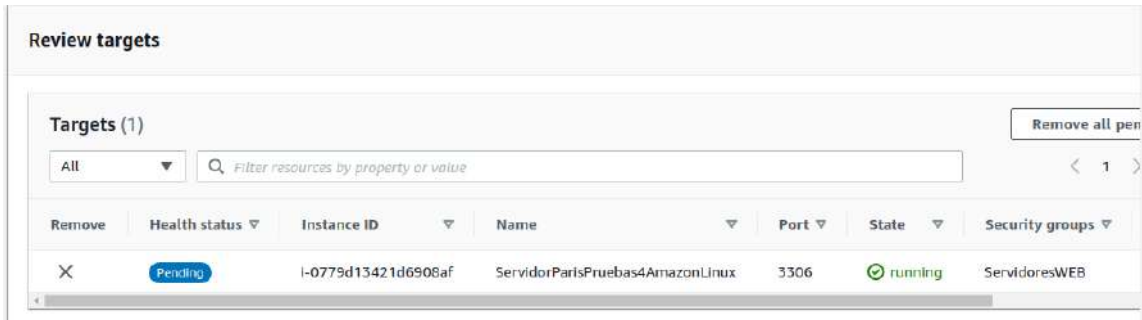 Review targets
Targets (1)
Remove all pen
All
Filter resources by property or value
1
Remove Health status Instance ID Name Port State Security groups
Pending i-0779d13421d6908af ServidorParisPruebas4AmazonLinux 3306 running ServidoresWEB